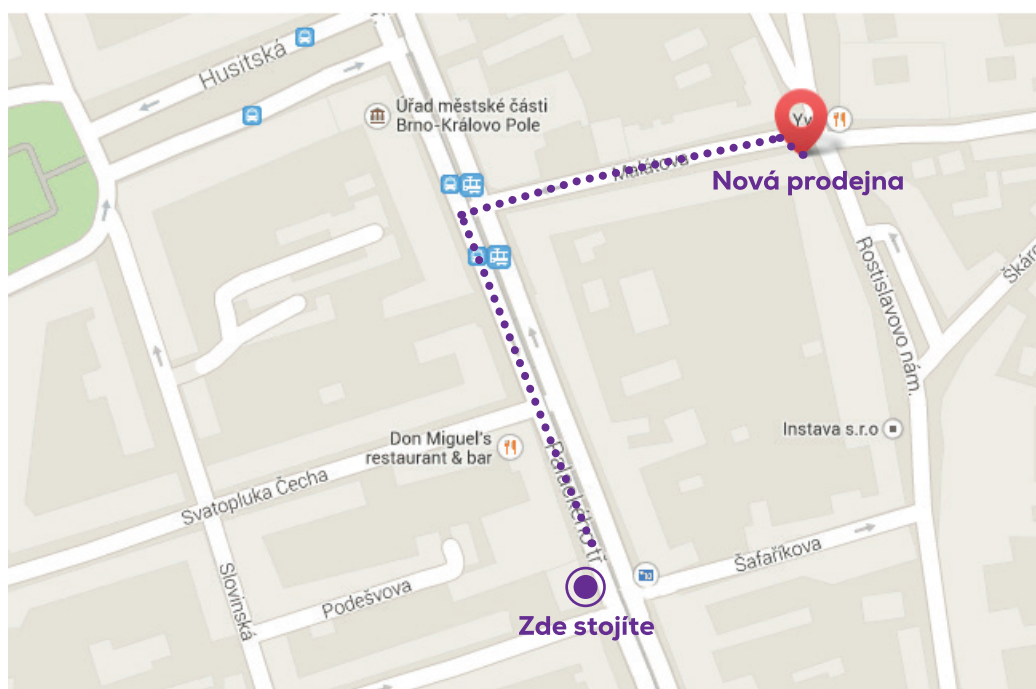 Husitská
Úřad městské části
Brno-Královo Pole
Yv
Malátova
Nová prodejna
Rostislavovo nám.
Instava s.r.o
Don Miguel's
restaurant & bar
Palackého tř
Svatopluka Čecha
Šafaříkova
Podešvova
Slovinská
Zde stojíte